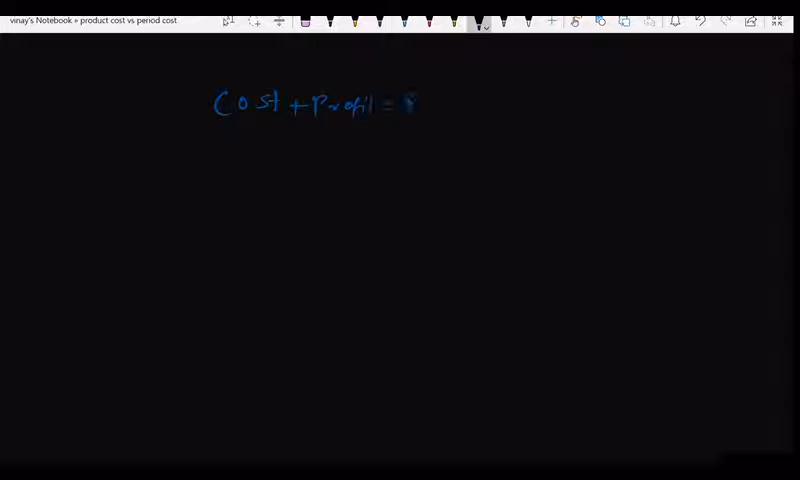 vinay's Notebook » product cost vs period cost
Cost + Profit =